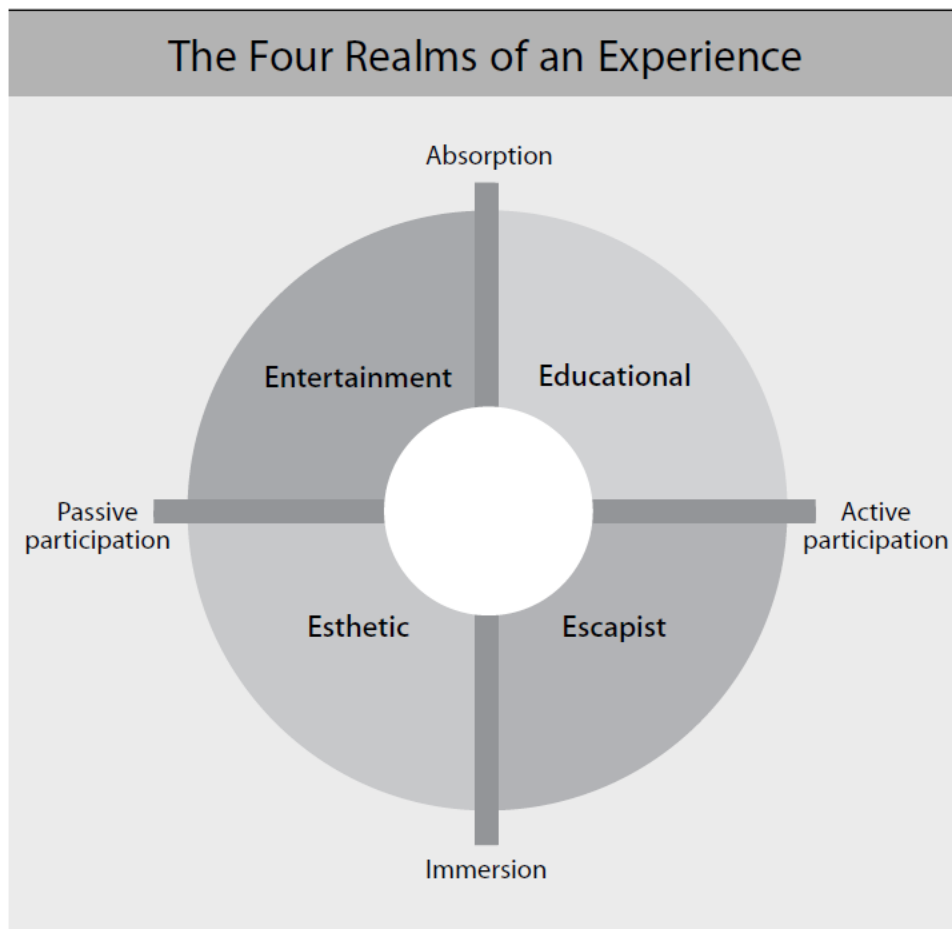 The Four Realms of an Experience
Absorption
Entertainment
Educational
Passive
participation
Active
participation
Esthetic
Escapist
Immersion